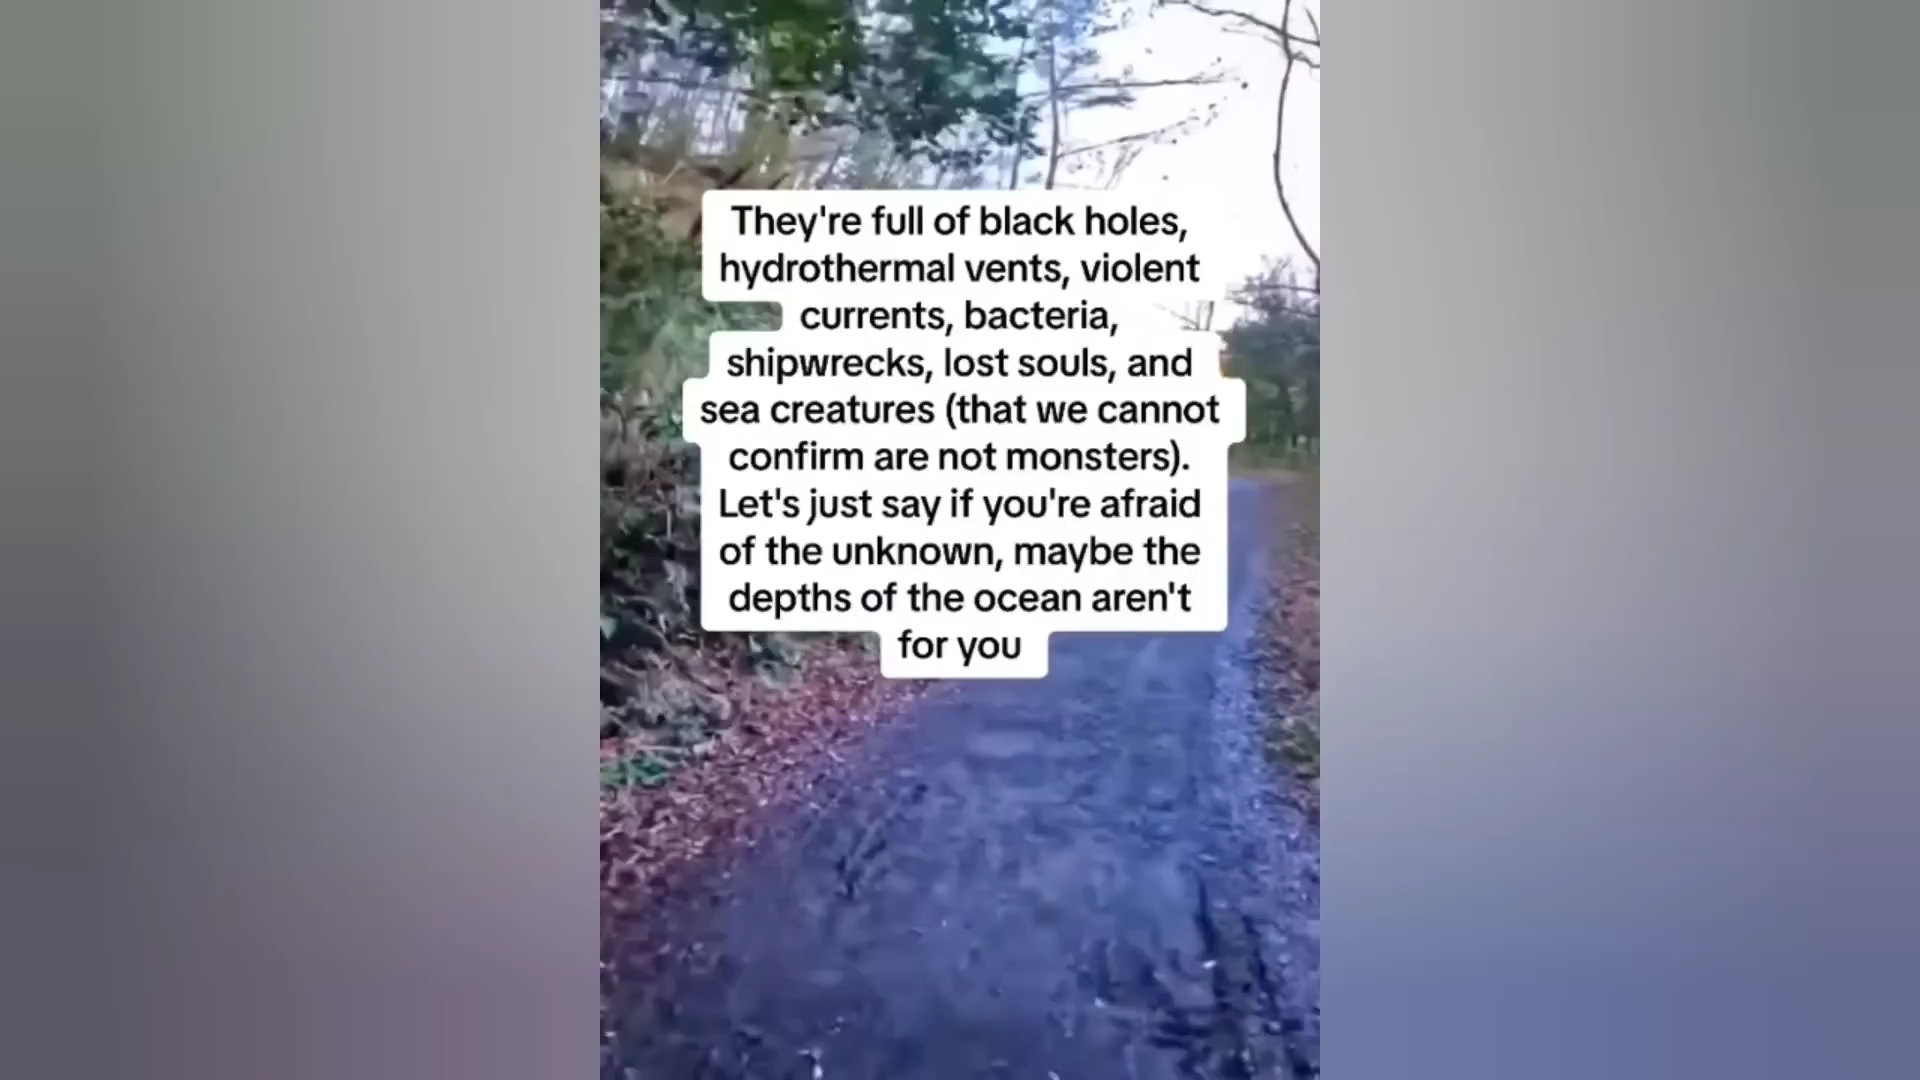 They're full of black holes,
hydrothermal vents, violent
currents, bacteria,
shipwrecks, lost souls, and
sea creatures (that we cannot
confirm are not monsters).
Let's just say if you're afraid
of the unknown, maybe the
depths of the ocean aren't
for you